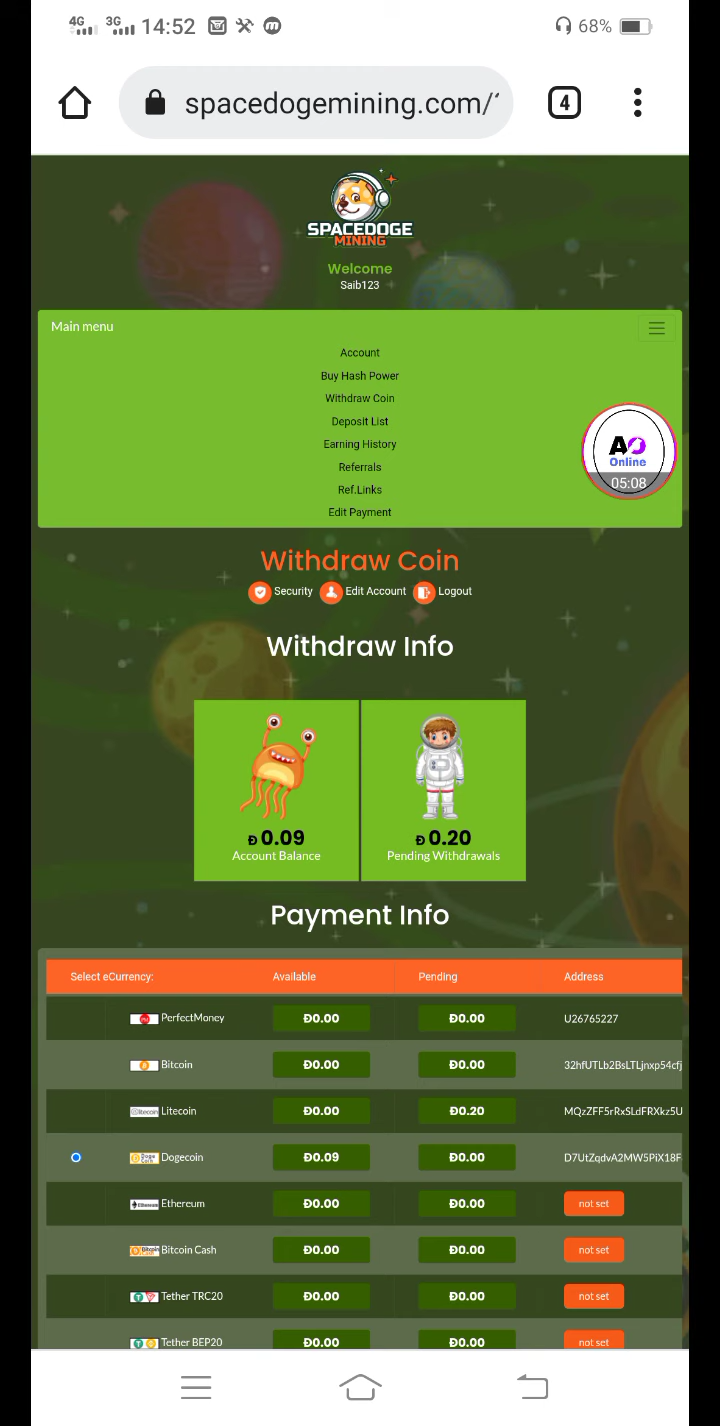 4G 3G 14:52 68%
spacedogemining.com/
4
SPACEDOGE
MINING
Welcome
Saib123
Main menu
Account
Buy Hash Power
Withdraw Coin
Deposit List
Earning History
Referrals
Ref.Links
Edit Payment
AO
Online
05:08
Withdraw Coin
Security Edit Account Logout
Withdraw Info
Đ 0.09 Đ 0.20
Account Balance Pending Withdrawals
Payment Info
Select eCurrency: Available Pending Address
PerfectMoney Đ0.00 Đ0.00 U26765227
Bitcoin Đ0.00 Đ0.00 32hfUTLb2BsLTLjnxp54cfj
litecoin Litecoin Đ0.00 Đ0.20 MQzZFF5rRxSLdFRXkz5U
Doge Coin Dogecoin Đ0.09 Đ0.00 D7UtZqdvA2MW5PiX18F
Ethereum Ethereum Đ0.00 Đ0.00 not set
Bitcoin Cash Đ0.00 Đ0.00 not set
Tether TRC20 Đ0.00 Đ0.00 not set
Tether BEP20 Đ0.00 Đ0.00 not set